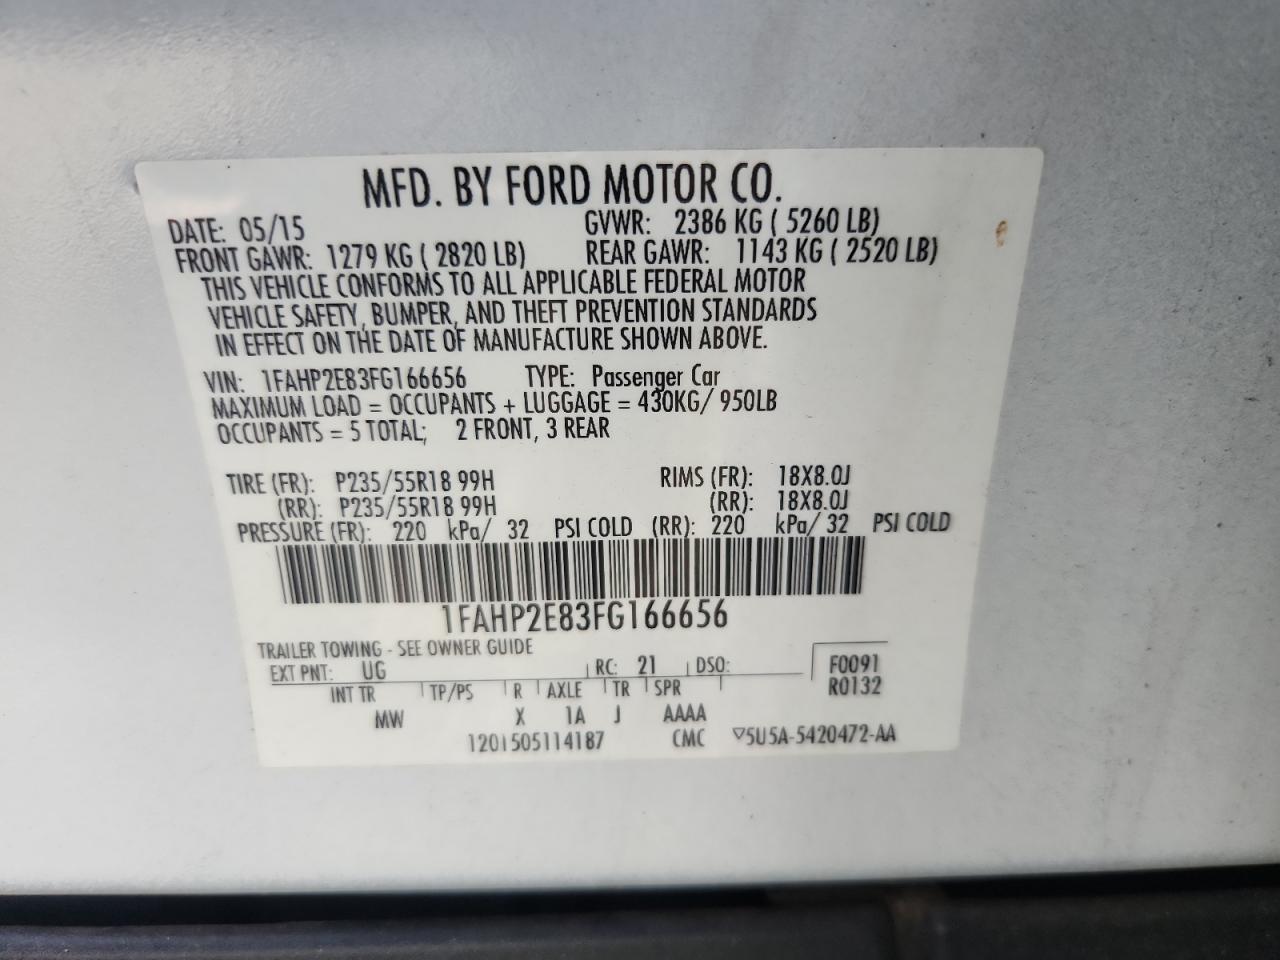 MFD. BY FORD MOTOR CO.
DATE: 05/15 GVWR: 2386 KG ( 5260 LB)
FRONT GAWR: 1279 KG ( 2820 LB) REAR GAWR: 1143 KG ( 2520 LB)
THIS VEHICLE CONFORMS TO ALL APPLICABLE FEDERAL MOTOR
VEHICLE SAFETY, BUMPER, AND THEFT PREVENTION STANDARDS
IN EFFECT ON THE DATE OF MANUFACTURE SHOWN ABOVE.
VIN: 1FAHP2E83FG166656 TYPE: Passenger Car
MAXIMUM LOAD = OCCUPANTS + LUGGAGE = 430KG/ 950LB
OCCUPANTS = 5 TOTAL; 2 FRONT, 3 REAR
TIRE (FR): P235/55R18 99H RIMS (FR): 18X8.0J
(RR): P235/55R18 99H (RR): 18X8.0J
PRESSURE (FR): 220 kPa/ 32 PSI COLD (RR): 220 kPa/ 32 PSI COLD
1FAHP2E83FG166656
TRAILER TOWING - SEE OWNER GUIDE
EXT PNT: UG RC: 21 DSO: F0091
INT TR TP/PS R AXLE TR SPR R0132
MW X 1A J AAAA
1201505114187 CMC ▽5U5A-5420472-AA